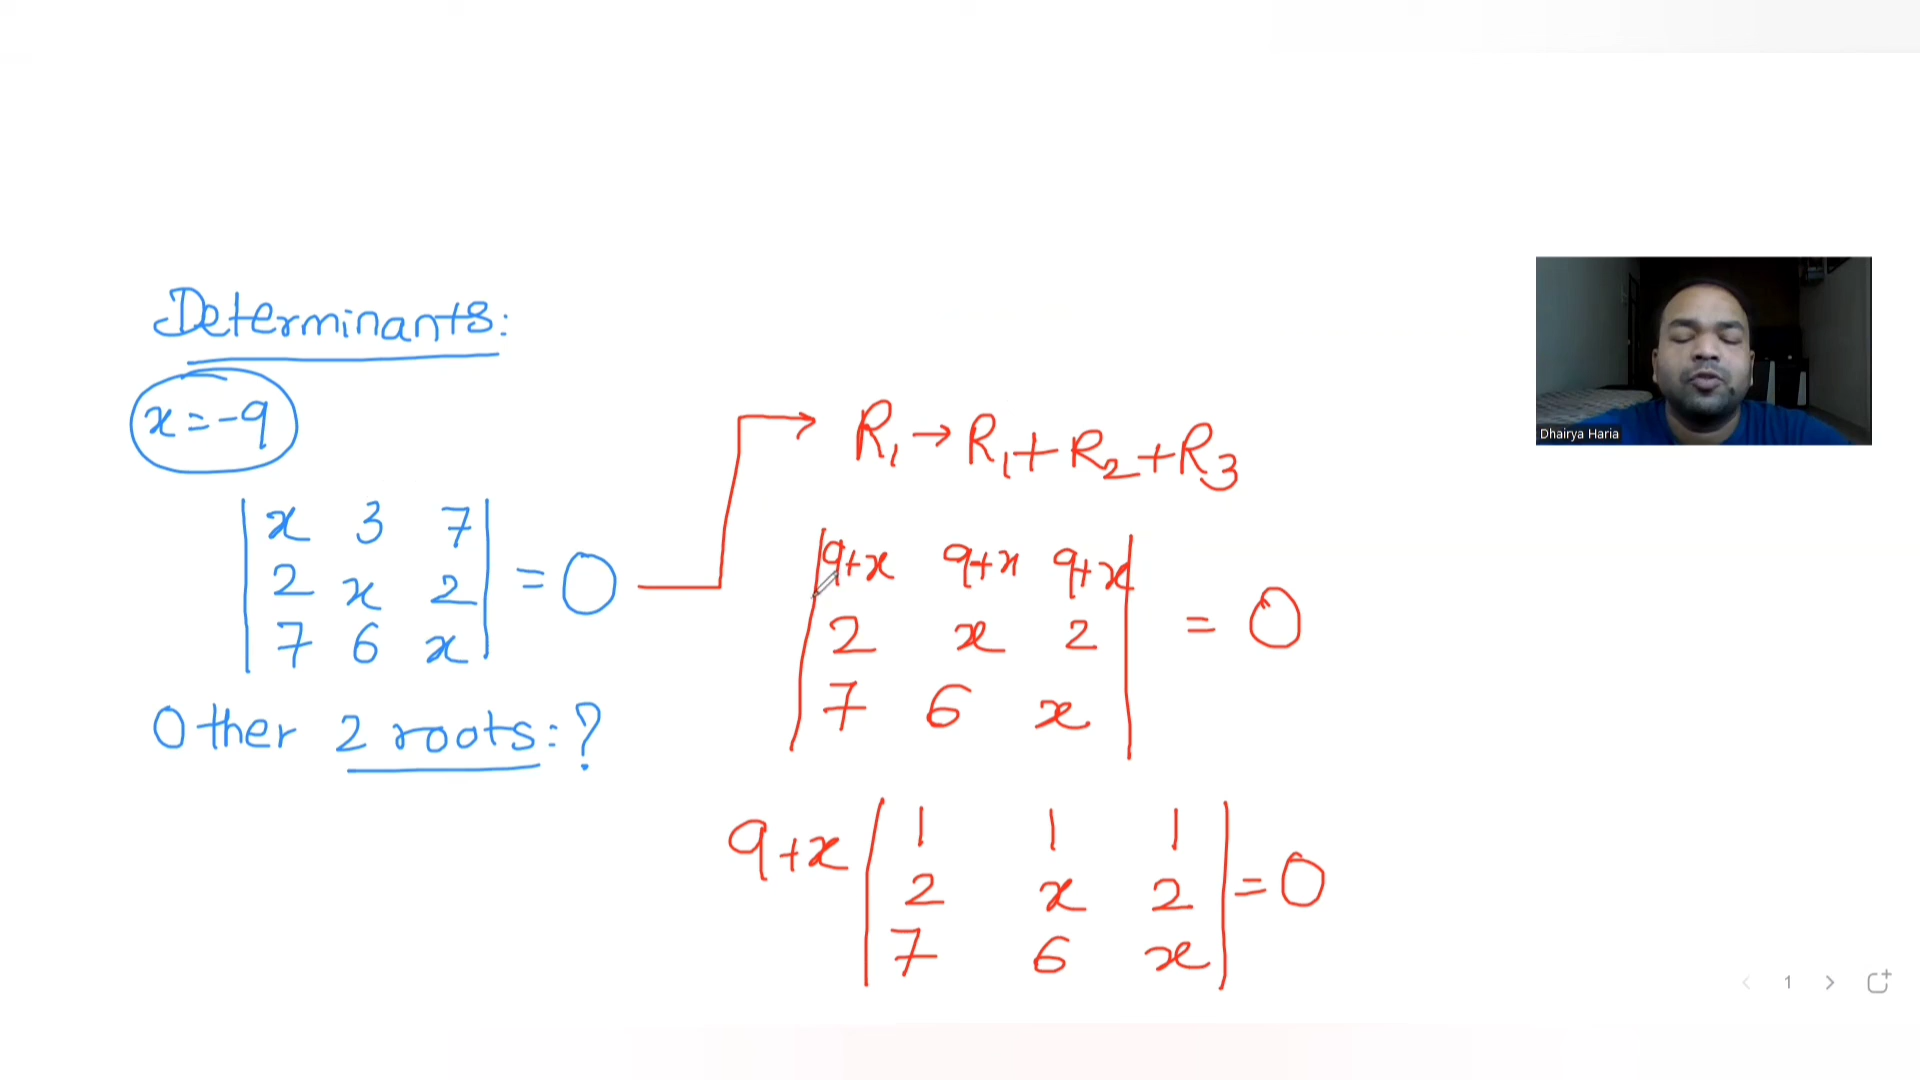 Determinants:
x = -9
| x 3 7 |
| 2 x 2 | = 0
| 7 6 x |
Other 2 roots: ?
R₁ → R₁ + R₂ + R₃
| 9+x 9+x 9+x |
| 2 x 2 | = 0
| 7 6 x |
9+x | 1 1 1 |
| 2 x 2 | = 0
| 7 6 x |
Dhairya Haria
1